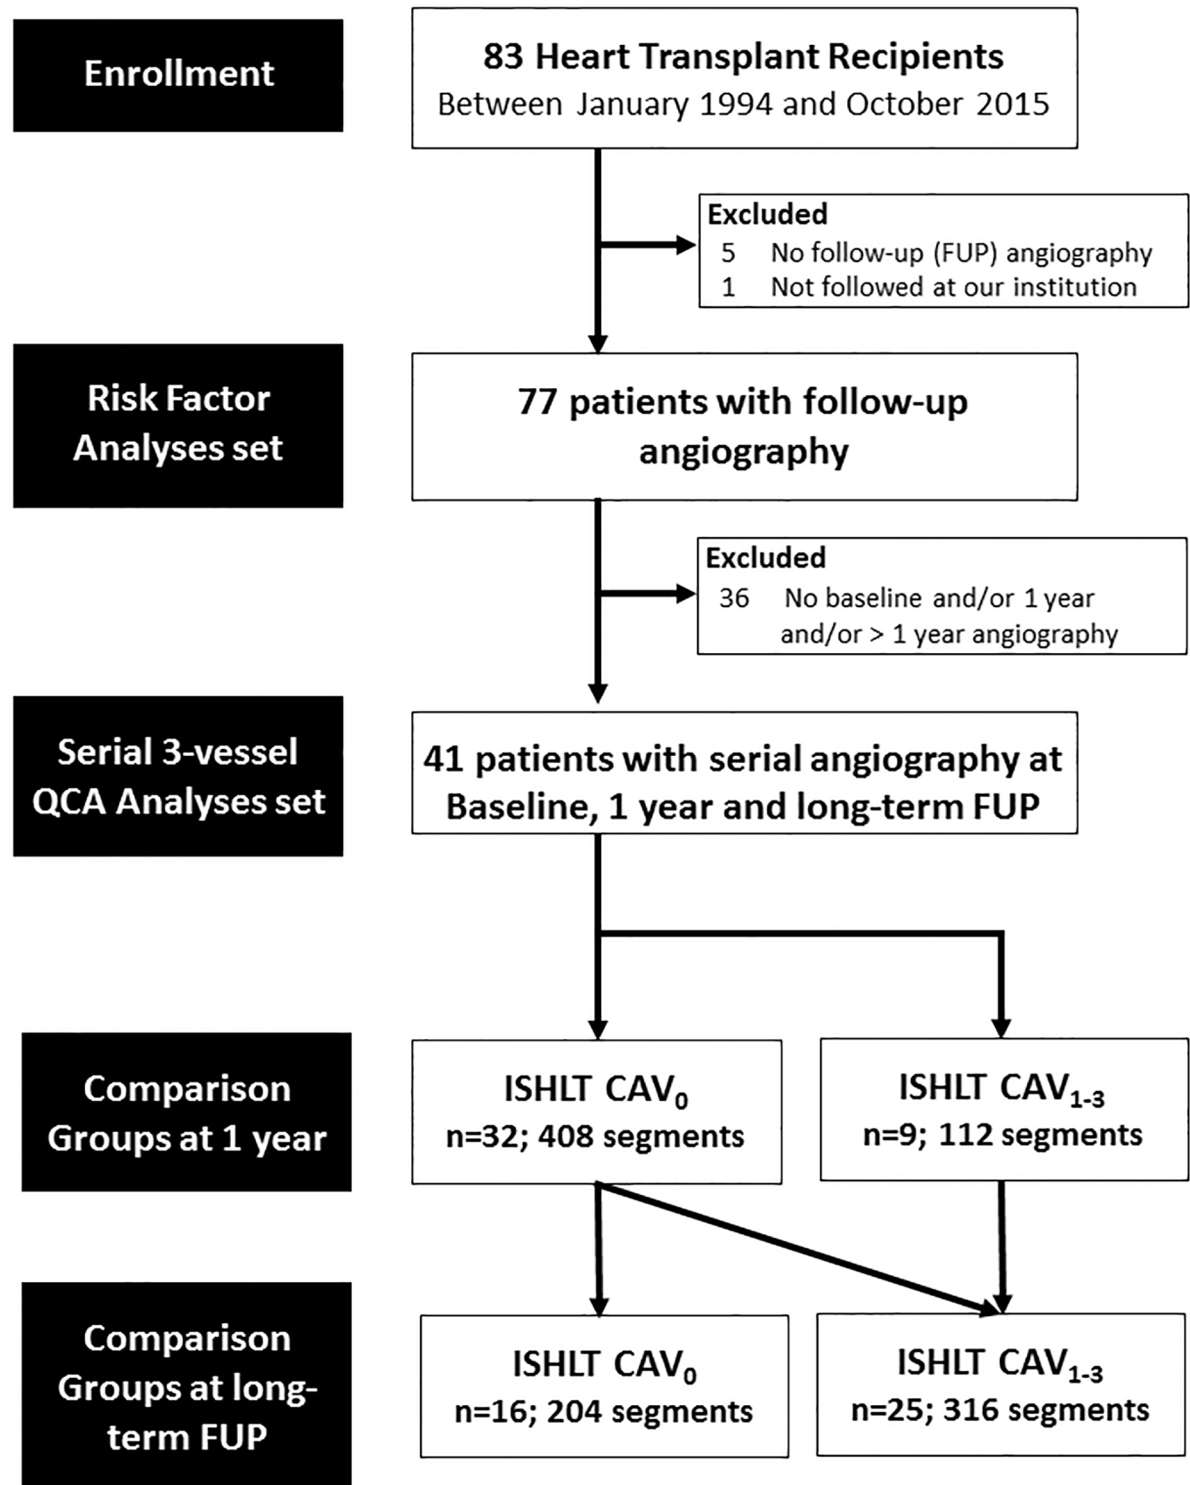 Enrollment
83 Heart Transplant Recipients
Between January 1994 and October 2015
Excluded
5 No follow-up (FUP) angiography
1 Not followed at our institution
Risk Factor
Analyses set
77 patients with follow-up
angiography
Excluded
36 No baseline and/or 1 year
and/or > 1 year angiography
Serial 3-vessel
QCA Analyses set
41 patients with serial angiography at
Baseline, 1 year and long-term FUP
Comparison
Groups at 1 year
ISHLT CAV₀
n=32; 408 segments
ISHLT CAV₁₋₃
n=9; 112 segments
Comparison
Groups at long-
term FUP
ISHLT CAV₀
n=16; 204 segments
ISHLT CAV₁₋₃
n=25; 316 segments